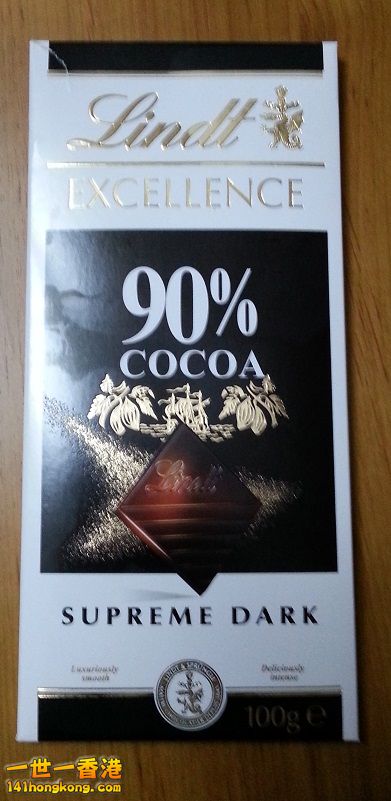 Lindt
EXCELLENCE
90%
COCOA
Lindt
SUPREME DARK
Luxuriously
smooth
Deliciously
intense
100g ℮
一世一香港
141hongkong.com